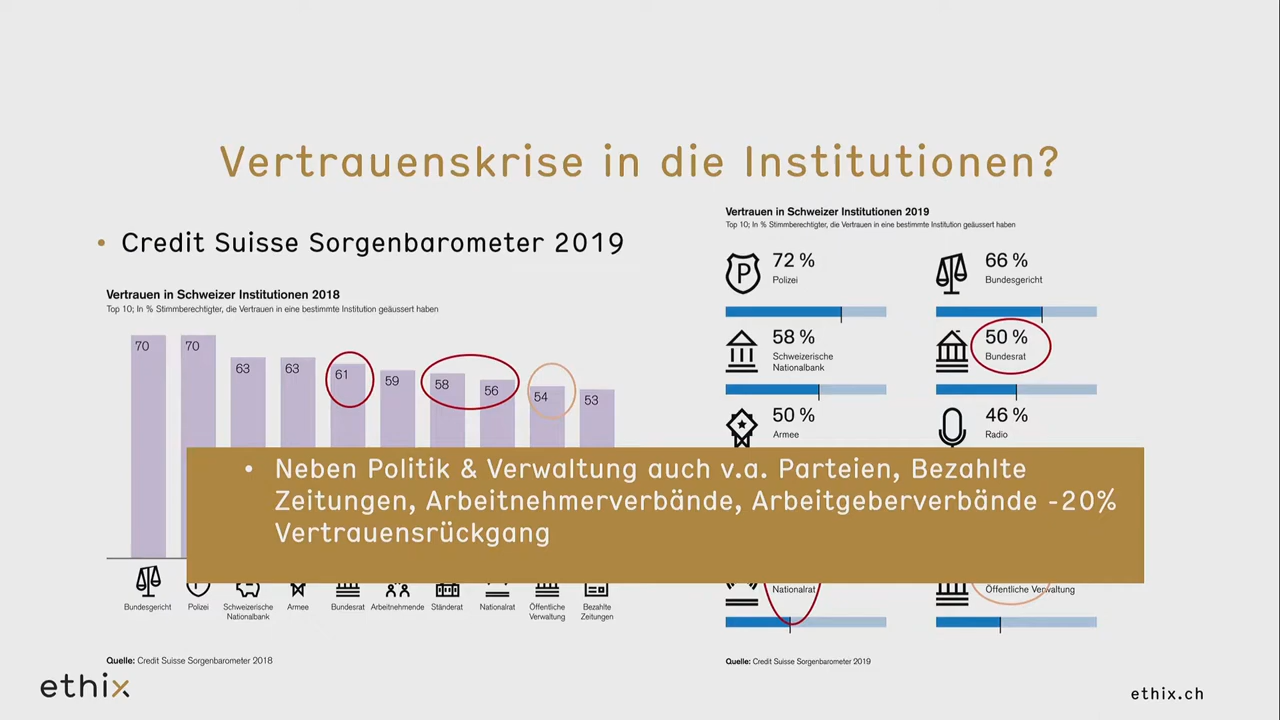 Vertrauenskrise in die Institutionen?
• Credit Suisse Sorgenbarometer 2019
Vertrauen in Schweizer Institutionen 2018
Top 10; In % Stimmberechtigter, die Vertrauen in eine bestimmte Institution geäussert haben
70 70 63 63 61 59 58 56 54 53
Bundesgericht Polizei Schweizerische Nationalbank Armee Bundesrat Arbeitnehmende Ständerat Nationalrat Öffentliche Verwaltung Bezahlte Zeitungen
Quelle: Credit Suisse Sorgenbarometer 2018
Vertrauen in Schweizer Institutionen 2019
Top 10; In % Stimmberechtigter, die Vertrauen in eine bestimmte Institution geäussert haben
P
72 %
Polizei
66 %
Bundesgericht
58 %
Schweizerische
Nationalbank
50 %
Bundesrat
50 %
Armee
46 %
Radio
• Neben Politik & Verwaltung auch v.a. Parteien, Bezahlte
Zeitungen, Arbeitnehmerverbände, Arbeitgeberverbände -20%
Vertrauensrückgang
Nationalrat
Öffentliche Verwaltung
Quelle: Credit Suisse Sorgenbarometer 2019
ethix
ethix.ch